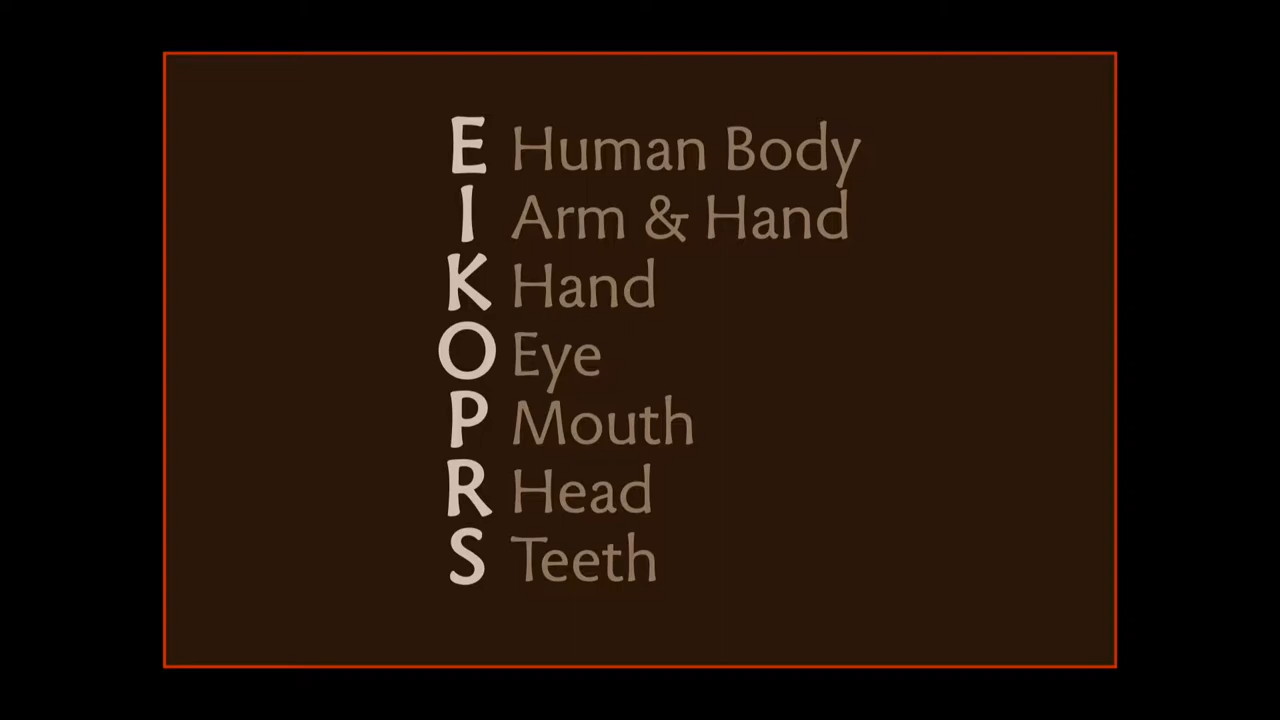 E Human Body
I Arm & Hand
K Hand
O Eye
P Mouth
R Head
S Teeth